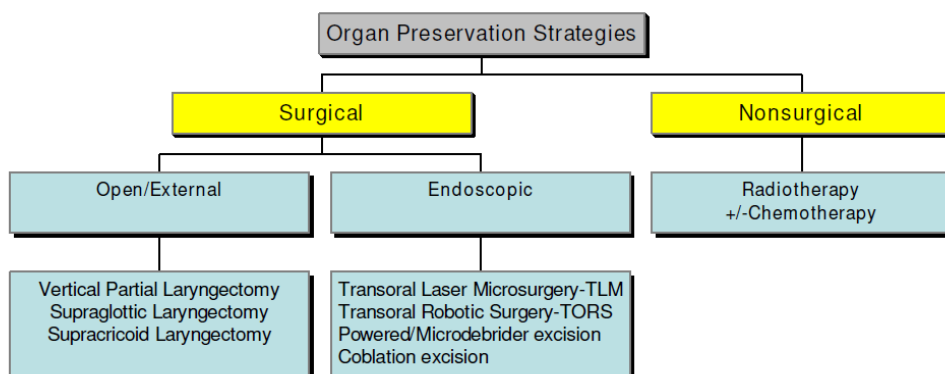 Organ Preservation Strategies
Surgical
Nonsurgical
Open/External
Endoscopic
Radiotherapy
+/-Chemotherapy
Vertical Partial Laryngectomy
Supraglottic Laryngectomy
Supracricoid Laryngectomy
Transoral Laser Microsurgery-TLM
Transoral Robotic Surgery-TORS
Powered/Microdebrider excision
Coblation excision